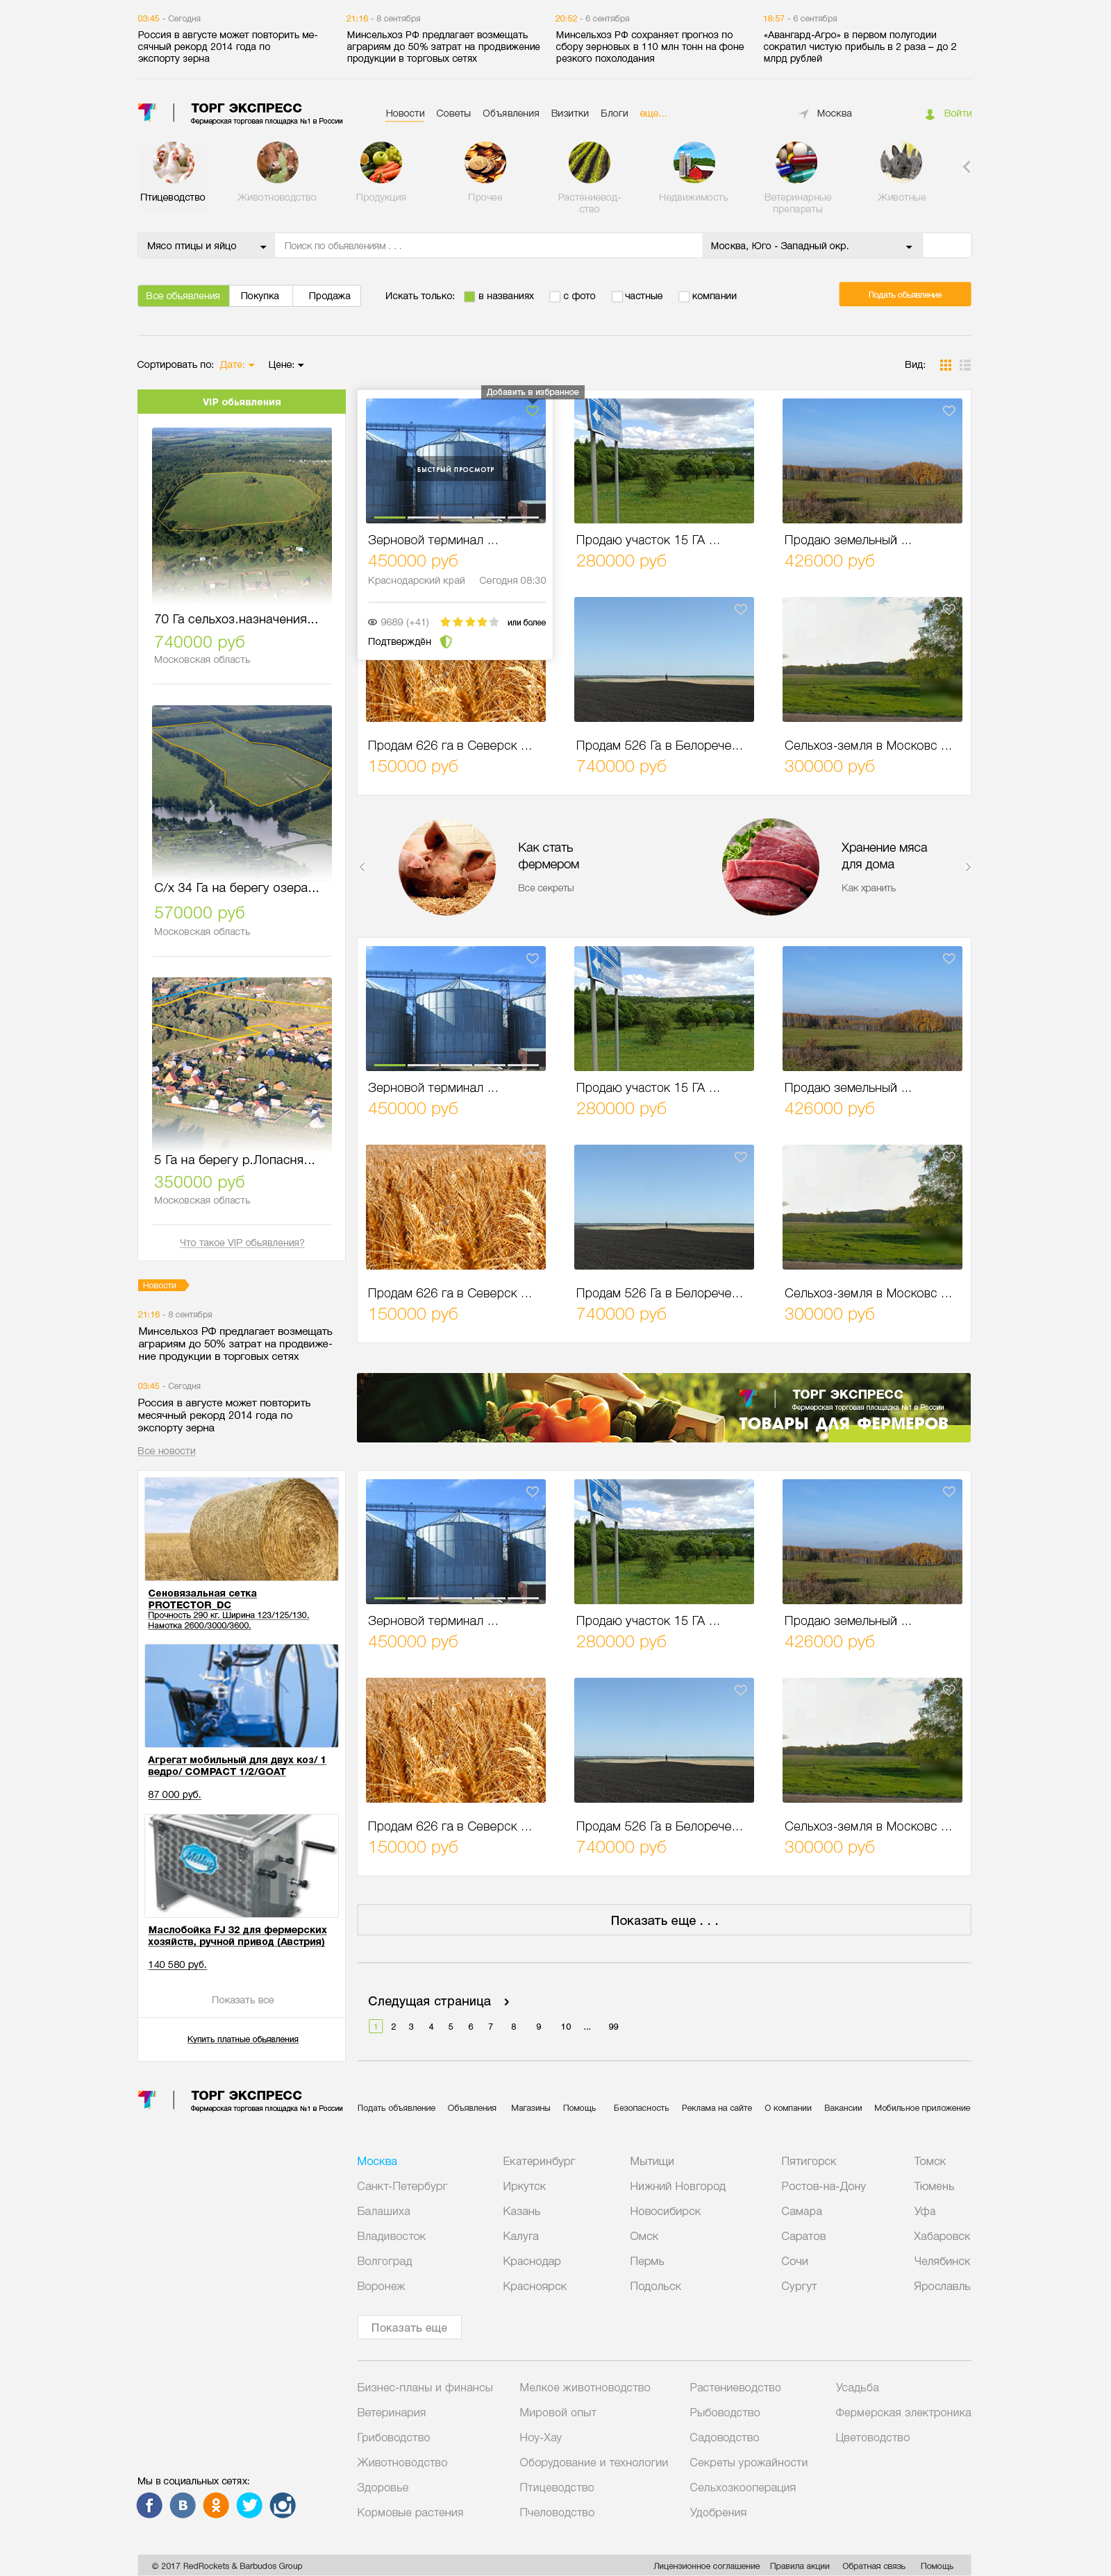 03:45 - Сегодня
Россия в августе может повторить ме-
сячный рекорд 2014 года по
экспорту зерна
21:16 - 8 сентября
Минсельхоз РФ предлагает возмещать
аграриям до 50% затрат на продвижение
продукции в торговых сетях
20:52 - 6 сентября
Минсельхоз РФ сохраняет прогноз по
сбору зерновых в 110 млн тонн на фоне
резкого похолодания
18:57 - 6 сентября
«Авангард-Агро» в первом полугодии
сократил чистую прибыль в 2 раза – до 2
млрд рублей
ТОРГ ЭКСПРЕСС
Фермерская торговая площадка №1 в России
Новости Советы Объявления Визитки Блоги еще...
Москва
Войти
Птицеводство
Животноводство
Продукция
Прочее
Растениевод-
ство
Недвижимость
Ветеринарные
препараты
Животные
Мясо птицы и яйцо
Поиск по обьявлениям . . .
Москва, Юго - Западный окр.
Все обьявления Покупка Продажа
Искать только: в названиях с фото частные компании
Подать обьявление
Сортировать по: Дате: Цене:
Вид:
VIP обьявления
70 Га сельхоз.назначения...
740000 руб
Московская область
С/х 34 Га на берегу озера...
570000 руб
Московская область
5 Га на берегу р.Лопасня...
350000 руб
Московская область
Что такое VIP обьявления?
Новости
21:16 - 8 сентября
Минсельхоз РФ предлагает возмещать
аграриям до 50% затрат на продвиже-
ние продукции в торговых сетях
03:45 - Сегодня
Россия в августе может повторить
месячный рекорд 2014 года по
экспорту зерна
Все новости
Сеновязальная сетка
PROTECTOR_DC
Прочность 290 кг. Ширина 123/125/130.
Намотка 2600/3000/3600.
Агрегат мобильный для двух коз/ 1
ведро/ COMPACT 1/2/GOAT
87 000 руб.
Маслобойка FJ 32 для фермерских
хозяйств, ручной привод (Австрия)
140 580 руб.
Показать все
Купить платные обьявления
Добавить в избранное
БЫСТРЫЙ ПРОСМОТР
Зерновой терминал ...
450000 руб
Краснодарский край Сегодня 08:30
9689 (+41) или более
Подтверждён
Продаю участок 15 ГА ...
280000 руб
Продаю земельный ...
426000 руб
Продам 626 га в Северск ...
150000 руб
Продам 526 Га в Белорече...
740000 руб
Сельхоз-земля в Московс ...
300000 руб
Как стать
фермером
Все секреты
Хранение мяса
для дома
Как хранить
Зерновой терминал ...
450000 руб
Продаю участок 15 ГА ...
280000 руб
Продаю земельный ...
426000 руб
Продам 626 га в Северск ...
150000 руб
Продам 526 Га в Белорече...
740000 руб
Сельхоз-земля в Московс ...
300000 руб
ТОРГ ЭКСПРЕСС
Фермерская торговая площадка №1 в России
ТОВАРЫ ДЛЯ ФЕРМЕРОВ
Зерновой терминал ...
450000 руб
Продаю участок 15 ГА ...
280000 руб
Продаю земельный ...
426000 руб
Продам 626 га в Северск ...
150000 руб
Продам 526 Га в Белорече...
740000 руб
Сельхоз-земля в Московс ...
300000 руб
Показать еще . . .
Следущая страница
1 2 3 4 5 6 7 8 9 10 ... 99
ТОРГ ЭКСПРЕСС
Фермерская торговая площадка №1 в России
Подать объявление Объявления Магазины Помощь Безопасность Реклама на сайте О компании Вакансии Мобильное приложение
Москва Екатеринбург Мытищи Пятигорск Томск
Санкт-Петербург Иркутск Нижний Новгород Ростов-на-Дону Тюмень
Балашиха Казань Новосибирск Самара Уфа
Владивосток Калуга Омск Саратов Хабаровск
Волгоград Краснодар Пермь Сочи Челябинск
Воронеж Красноярск Подольск Сургут Ярославль
Показать еще
Бизнес-планы и финансы Мелкое животноводство Растениеводство Усадьба
Ветеринария Мировой опыт Рыбоводство Фермерская электроника
Грибоводство Ноу-Хау Садоводство Цветоводство
Животноводство Оборудование и технологии Секреты урожайности
Здоровье Птицеводство Сельхозкооперация
Кормовые растения Пчеловодство Удобрения
Мы в социальных сетях:
© 2017 RedRockets & Barbudos Group
Лицензионное соглашение Правила акции Обратная связь Помощь